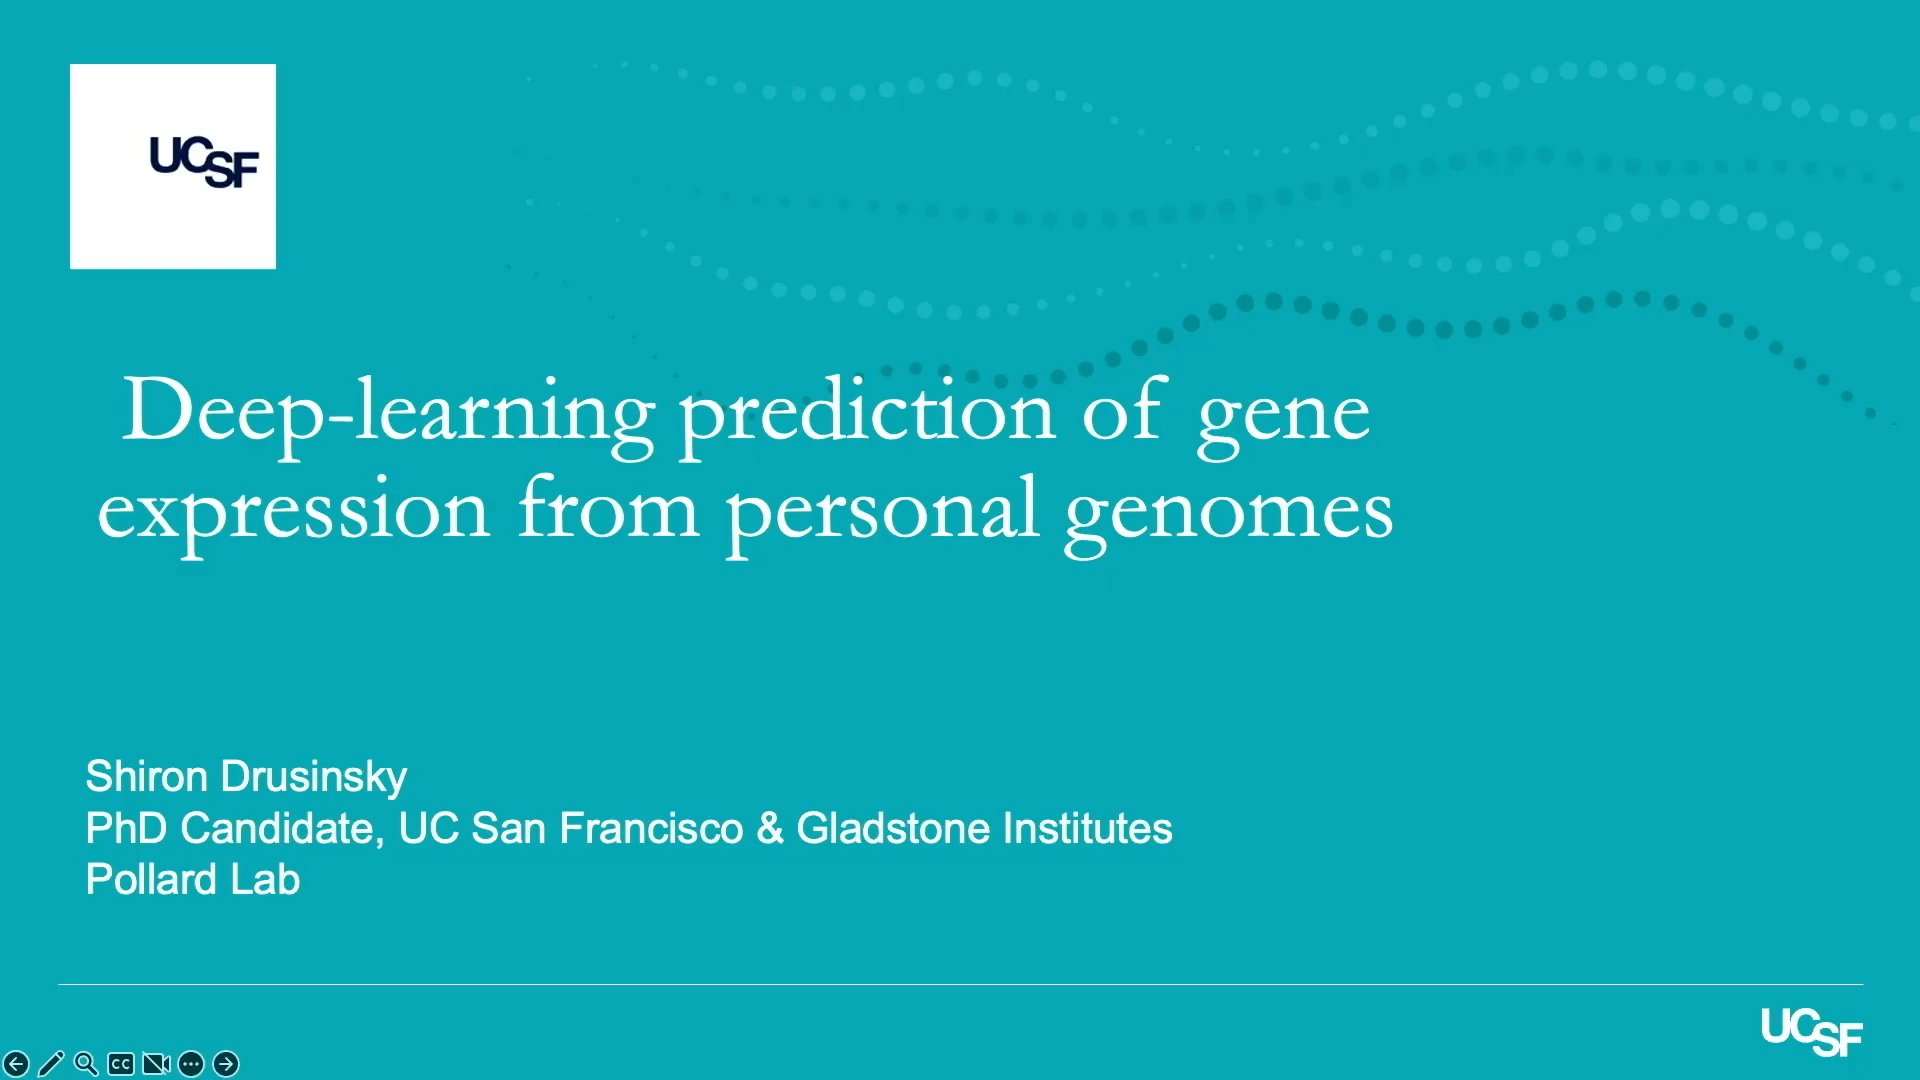 UCSF
Deep-learning prediction of gene
expression from personal genomes
Shiron Drusinsky
PhD Candidate, UC San Francisco & Gladstone Institutes
Pollard Lab
UCSF
CC